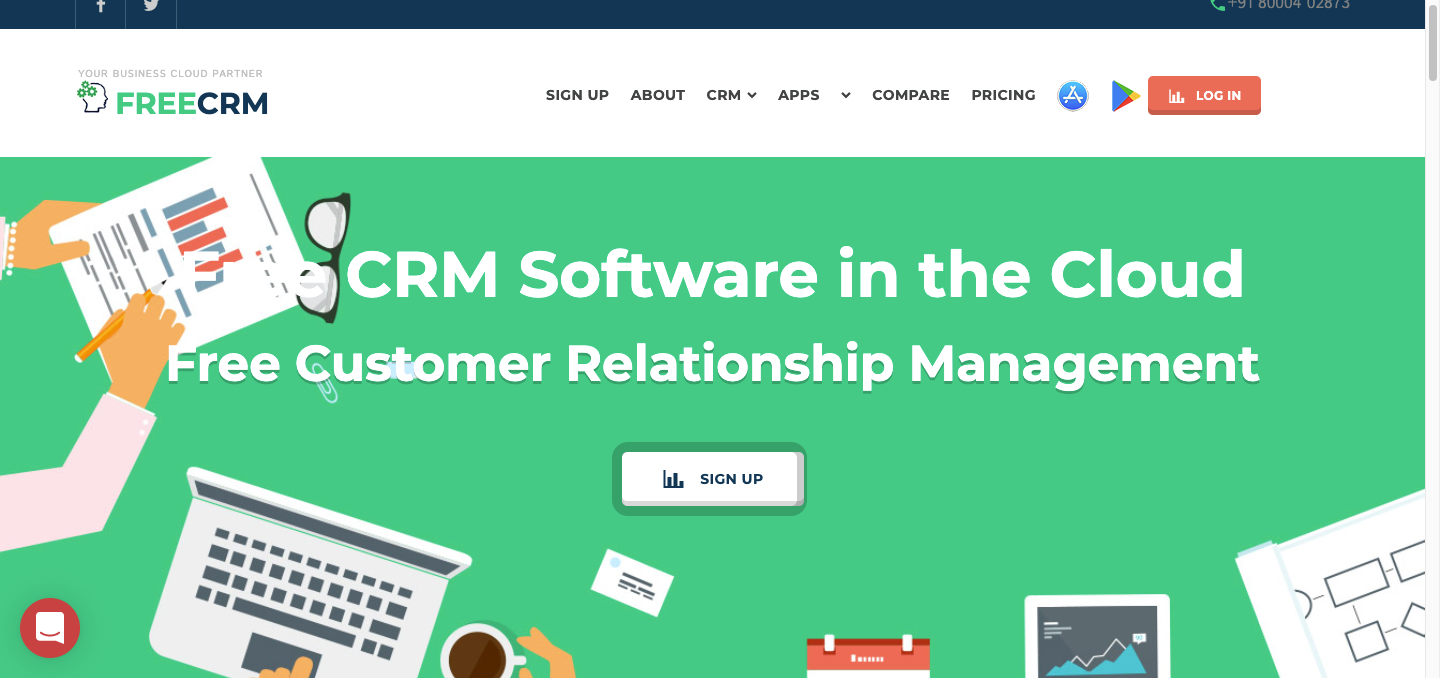 +91 80004 02873
YOUR BUSINESS CLOUD PARTNER
FREECRM
SIGN UP ABOUT CRM APPS COMPARE PRICING LOG IN
Free CRM Software in the Cloud
Free Customer Relationship Management
SIGN UP